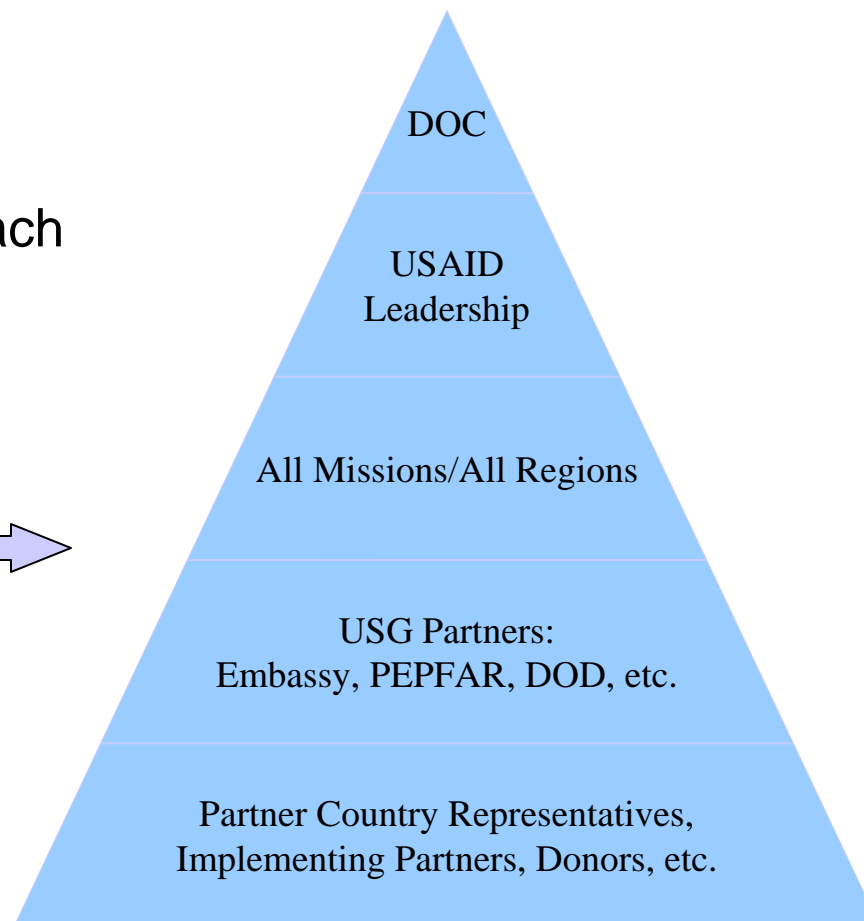 DOC
USAID
Leadership
All Missions/All Regions
USG Partners:
Embassy, PEPFAR, DOD, etc.
Partner Country Representatives,
Implementing Partners, Donors, etc.